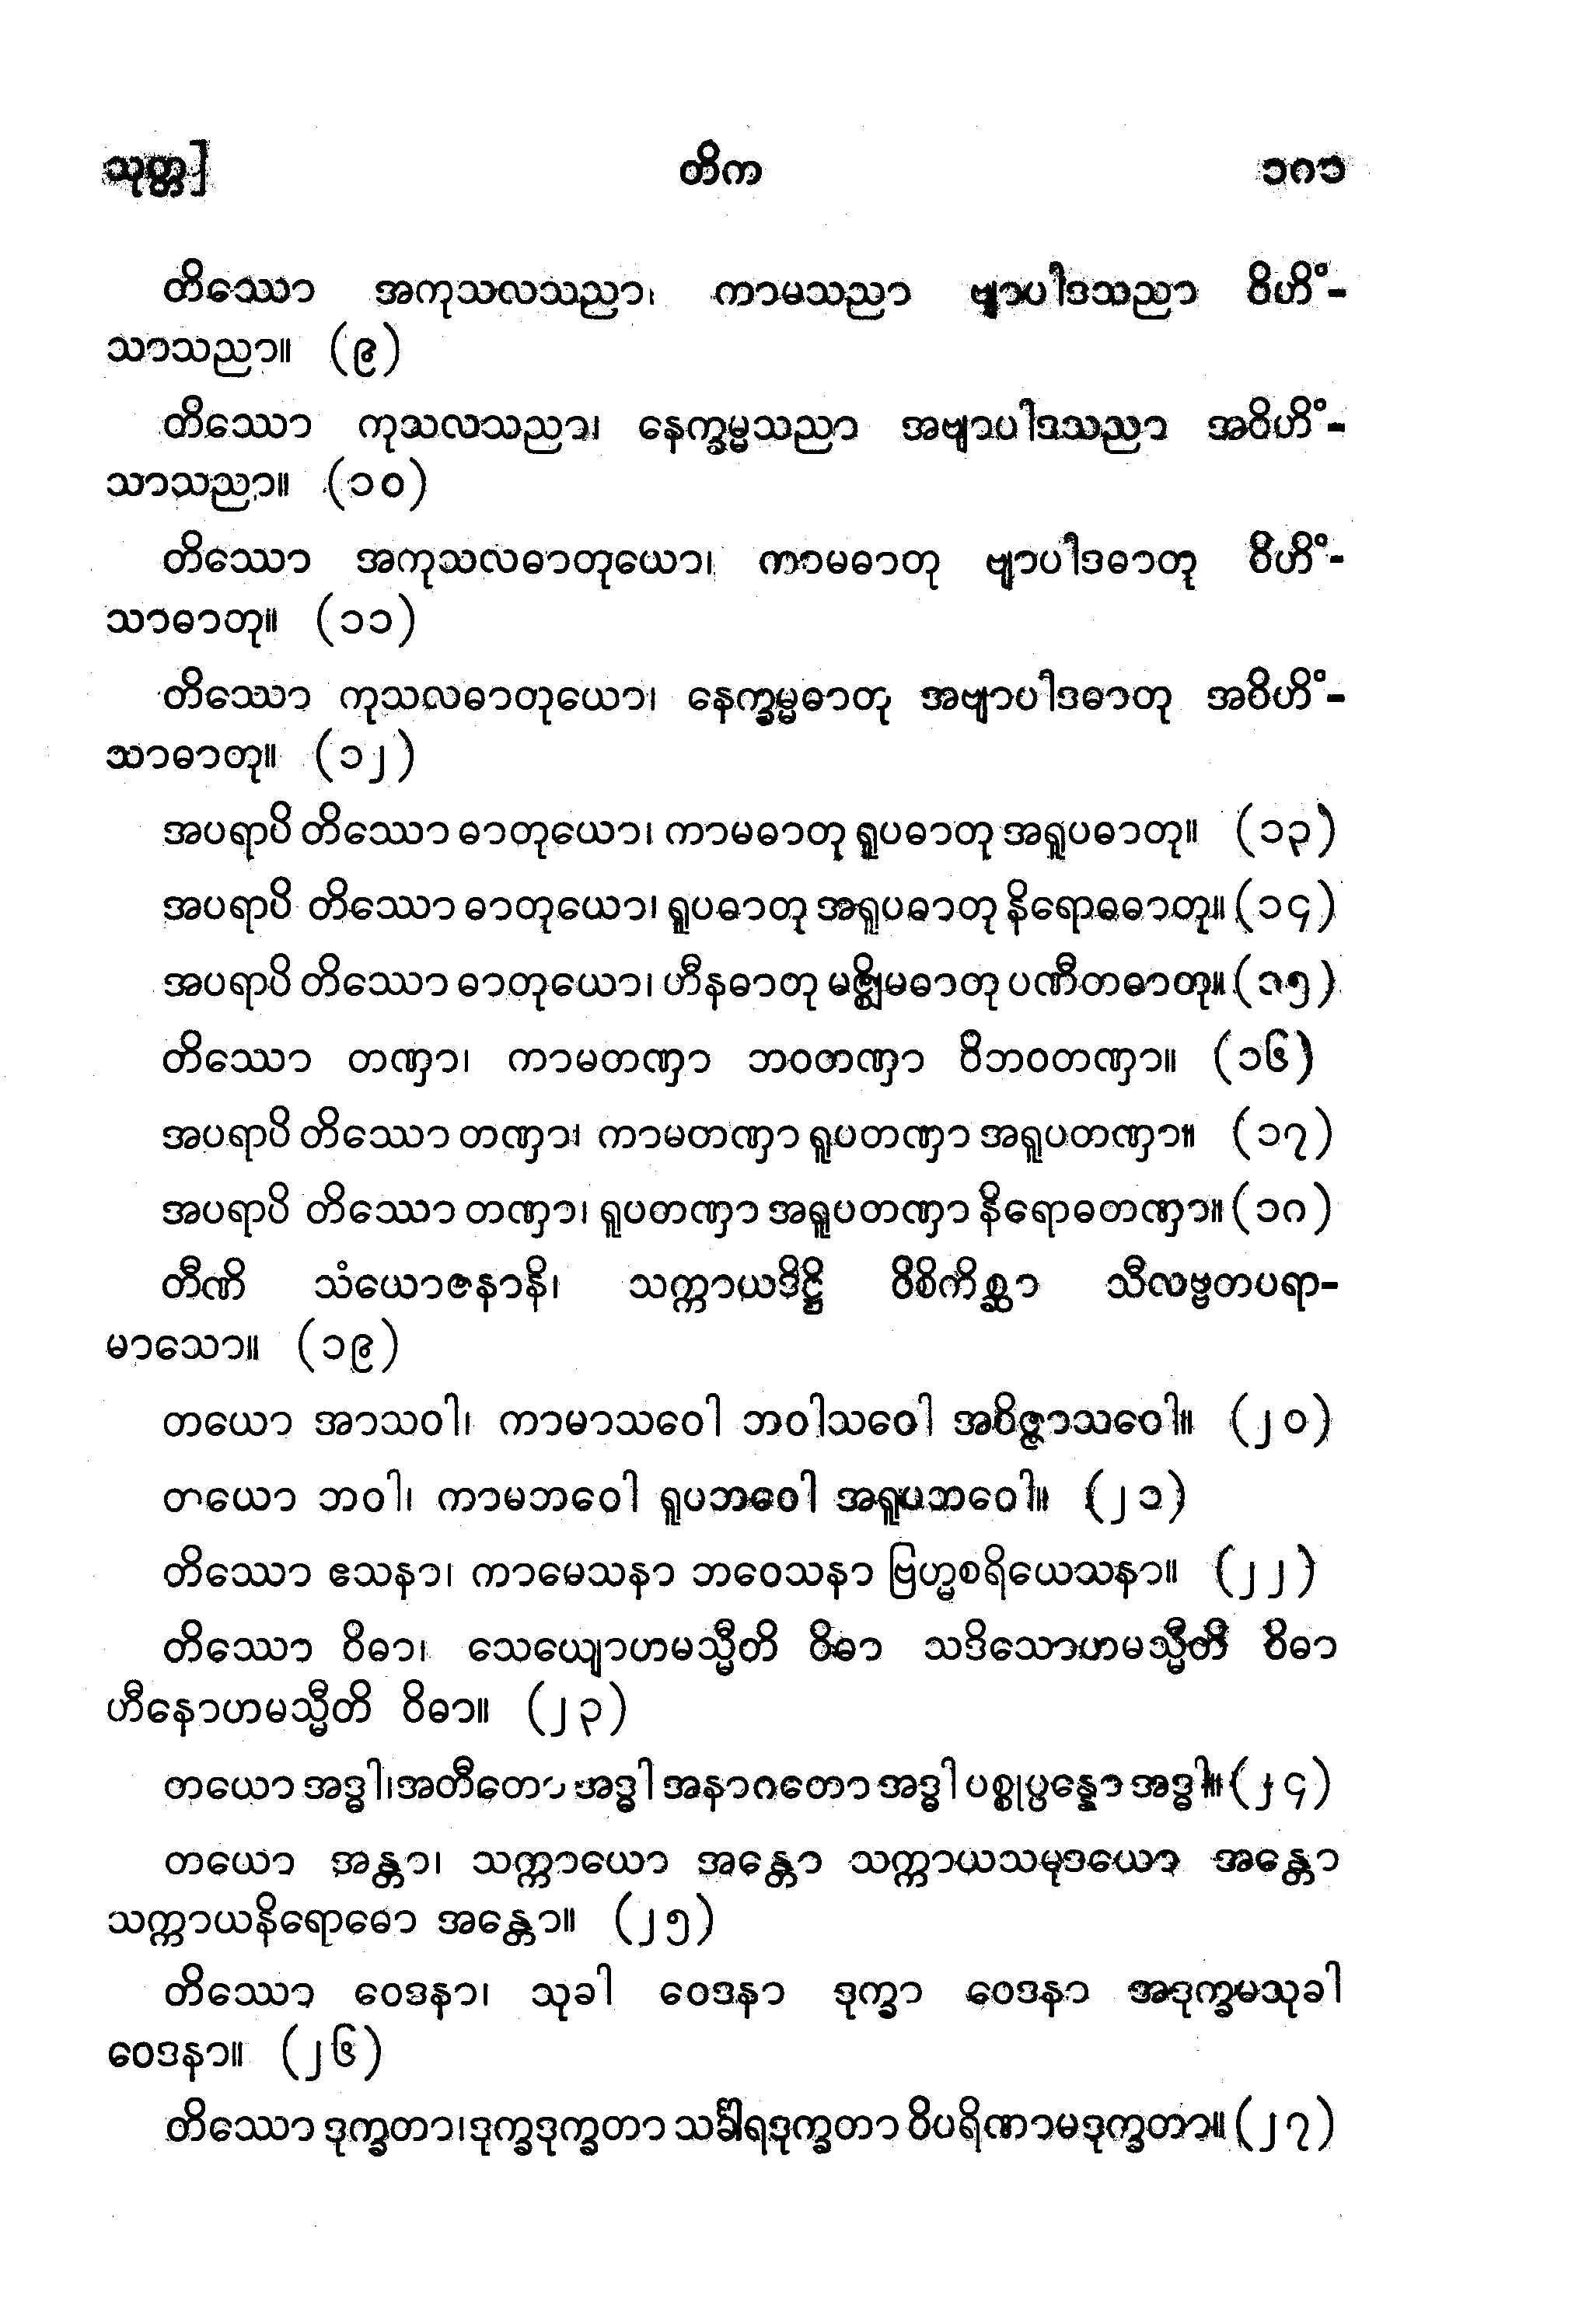 သုတ္တ] တိက ၁၈၁
တိဿော အကုသလသညာ၊ ကာမသညာ ဗျာပါဒသညာ ဝိဟိံ-
သာသညာ။ (၉)
တိဿော ကုသလသညာ၊ နေက္ခမ္မသညာ အဗျာပါဒသညာ အဝိဟိံ-
သာသညာ။ (၁၀)
တိဿော အကုသလဓာတုယော၊ ကာမဓာတု ဗျာပါဒဓာတု ဝိဟိံ-
သာဓာတု။ (၁၁)
တိဿော ကုသလဓာတုယော၊ နေက္ခမ္မဓာတု အဗျာပါဒဓာတု အဝိဟိံ-
သာဓာတု။ (၁၂)
အပရာပိ တိဿော ဓာတုယော၊ ကာမဓာတု ရူပဓာတု အရူပဓာတု။ (၁၃)
အပရာပိ တိဿော ဓာတုယော၊ ရူပဓာတု အရူပဓာတု နိရောဓဓာတု။ (၁၄)
အပရာပိ တိဿော ဓာတုယော၊ ဟီနဓာတု မဇ္ဈိမဓာတု ပဏီတဓာတု။ (၁၅)
တိဿော တဏှာ၊ ကာမတဏှာ ဘဝတဏှာ ဝိဘဝတဏှာ။ (၁၆)
အပရာပိ တိဿော တဏှာ၊ ကာမတဏှာ ရူပတဏှာ အရူပတဏှာ။ (၁၇)
အပရာပိ တိဿော တဏှာ၊ ရူပတဏှာ အရူပတဏှာ နိရောဓတဏှာ။ (၁၈)
တီဏိ သံယောဇနာနိ၊ သက္ကာယဒိဋ္ဌိ ဝိစိကိစ္ဆာ သီလဗ္ဗတပရာ-
မာသော။ (၁၉)
တယော အာသဝါ၊ ကာမာသဝေါ ဘဝါသဝေါ အဝိဇ္ဇာသဝေါ။ (၂၀)
တယော ဘဝါ၊ ကာမဘဝေါ ရူပဘဝေါ အရူပဘဝေါ။ (၂၁)
တိဿော ဧသနာ၊ ကာမေသနာ ဘဝေသနာ ဗြဟ္မစရိယေသနာ။ (၂၂)
တိဿော ဝိဓာ၊ သေယျောဟမသ္မီတိ ဝိဓာ သဒိသောဟမသ္မီတိ ဝိဓာ
ဟီနောဟမသ္မီတိ ဝိဓာ။ (၂၃)
တယော အဒ္ဓါ၊ အတီတော အဒ္ဓါ အနာဂတော အဒ္ဓါ ပစ္စုပ္ပန္နော အဒ္ဓါ။ (၂၄)
တယော အန္တာ၊ သက္ကာယော အန္တော သက္ကာယသမုဒယော အန္တော
သက္ကာယနိရောဓော အန္တော။ (၂၅)
တိဿော ဝေဒနာ၊ သုခါ ဝေဒနာ ဒုက္ခာ ဝေဒနာ အဒုက္ခမသုခါ
ဝေဒနာ။ (၂၆)
တိဿော ဒုက္ခတာ၊ ဒုက္ခဒုက္ခတာ သင်္ခါရဒုက္ခတာ ဝိပရိဏာမဒုက္ခတာ။ (၂၇)